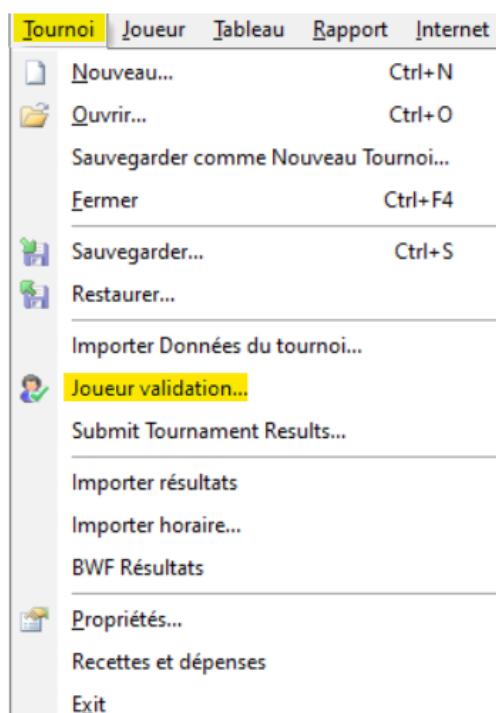 Tournoi Joueur Tableau Rapport Internet
Nouveau... Ctrl+N
Ouvrir... Ctrl+O
Sauvegarder comme Nouveau Tournoi...
Fermer Ctrl+F4
Sauvegarder... Ctrl+S
Restaurer...
Importer Données du tournoi...
Joueur validation...
Submit Tournament Results...
Importer résultats
Importer horaire...
BWF Résultats
Propriétés...
Recettes et dépenses
Exit